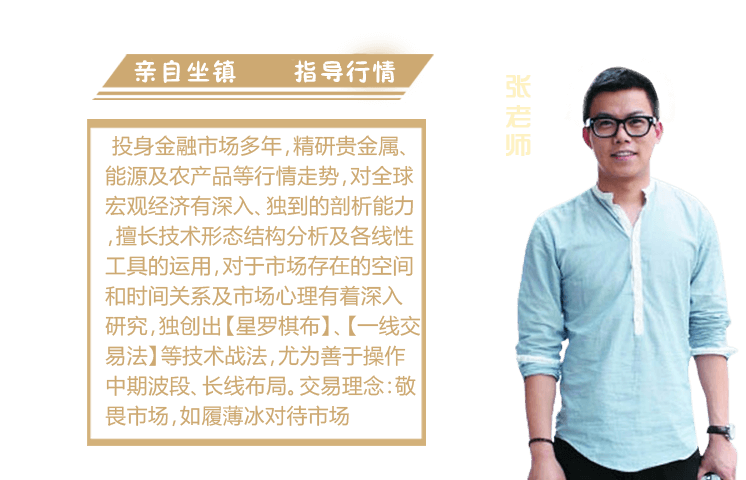 亲自坐镇 指导行情
张老师
投身金融市场多年,精研贵金属、
能源及农产品等行情走势,对全球
宏观经济有深入、独到的剖析能力
,擅长技术形态结构分析及各线性
工具的运用,对于市场存在的空间
和时间关系及市场心理有着深入
研究,独创出【星罗棋布】、【一线交
易法】等技术战法,尤为善于操作
中期波段、长线布局。交易理念:敬
畏市场,如履薄冰对待市场